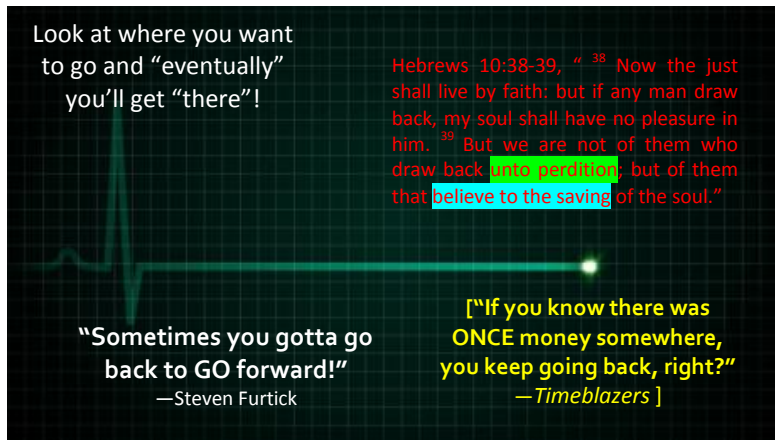 Look at where you want
to go and “eventually”
you’ll get “there”!
Hebrews 10:38-39, “ 38 Now the just
shall live by faith: but if any man draw
back, my soul shall have no pleasure in
him. 39 But we are not of them who
draw back unto perdition; but of them
that believe to the saving of the soul.”
“Sometimes you gotta go
back to GO forward!”
—Steven Furtick
[“If you know there was
ONCE money somewhere,
you keep going back, right?”
—Timeblazers ]